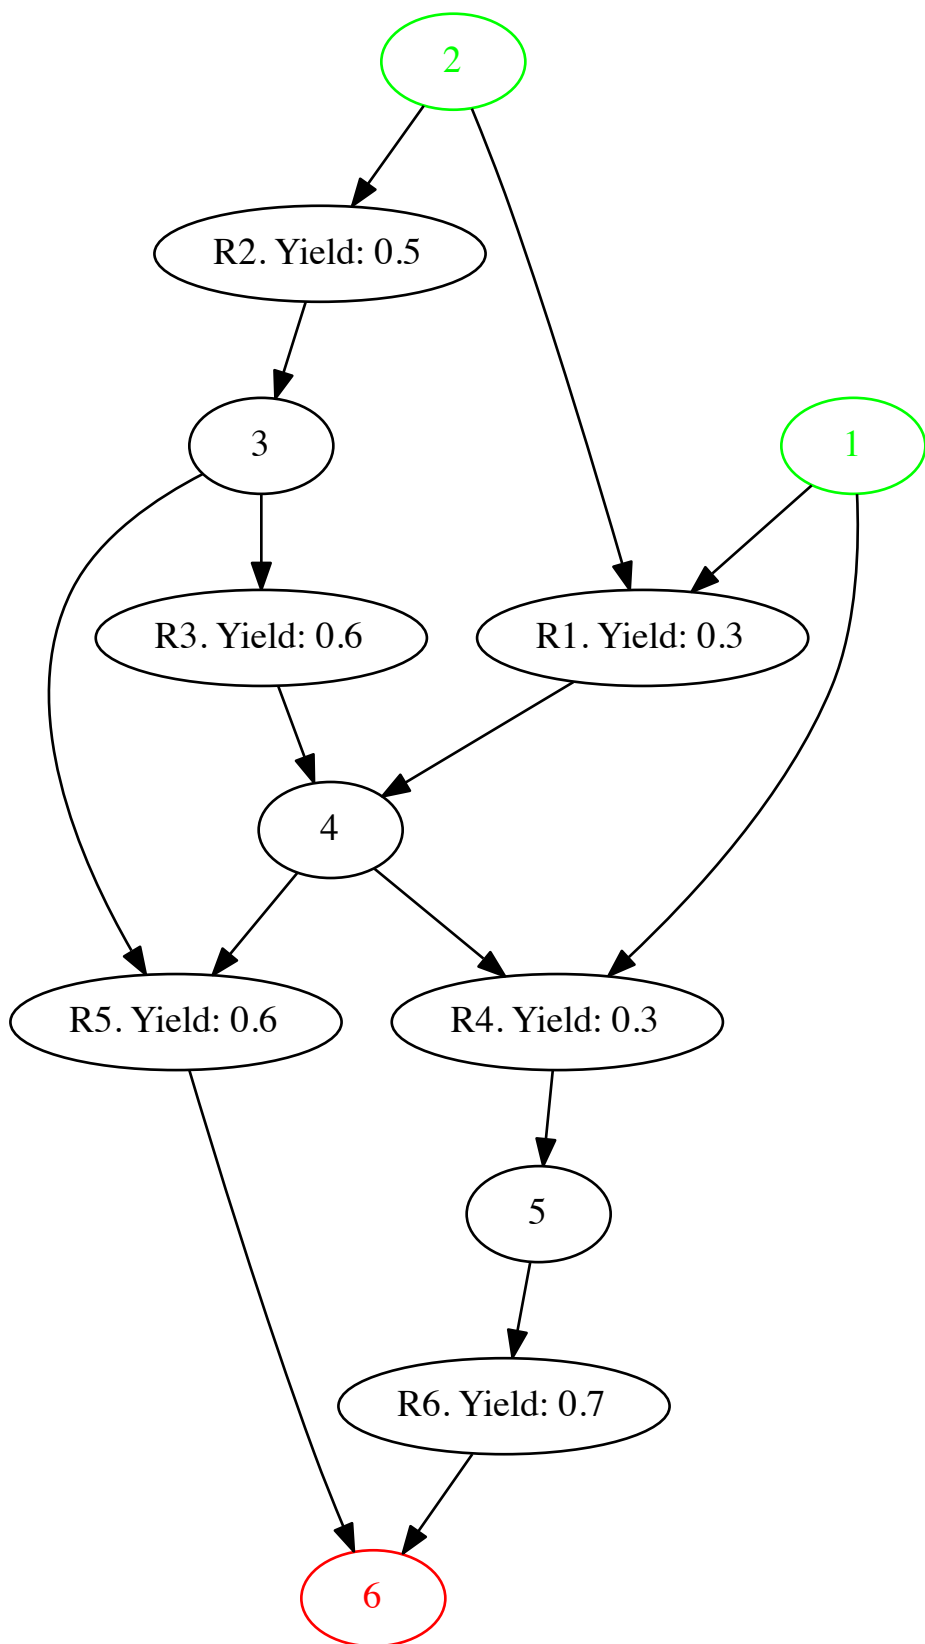 2
R2. Yield: 0.5
3
1
R3. Yield: 0.6
R1. Yield: 0.3
4
R5. Yield: 0.6
R4. Yield: 0.3
5
R6. Yield: 0.7
6